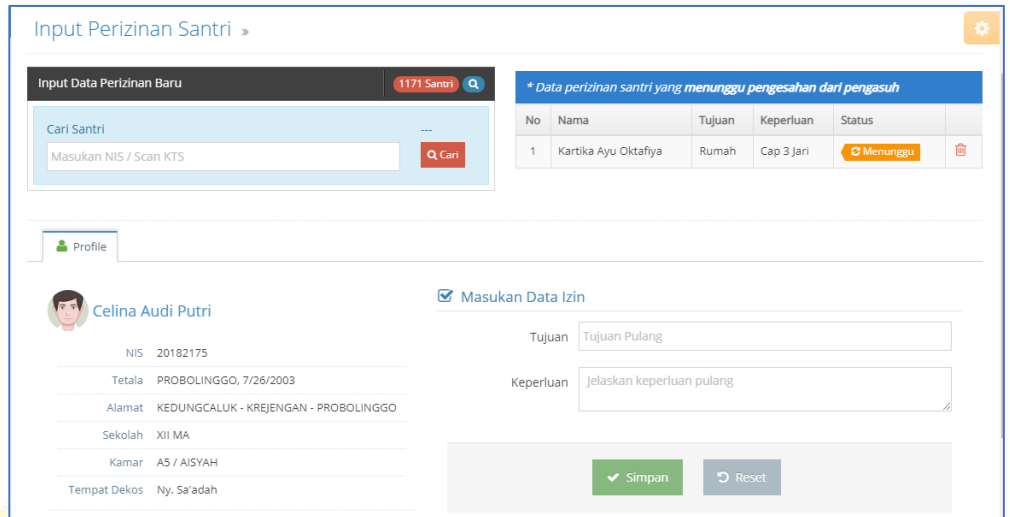 Input Perizinan Santri »
Input Data Perizinan Baru 1171 Santri
Cari Santri ---
Masukan NIS / Scan KTS Cari
* Data perizinan santri yang menunggu pengesahan dari pengasuh
No Nama Tujuan Keperluan Status
1 Kartika Ayu Oktafiya Rumah Cap 3 Jari Menunggu
Profile
Celina Audi Putri
NIS 20182175
Tetala PROBOLINGGO, 7/26/2003
Alamat KEDUNGCALUK - KREJENGAN - PROBOLINGGO
Sekolah XII MA
Kamar A5 / AISYAH
Tempat Dekos Ny. Sa'adah
Masukan Data Izin
Tujuan Tujuan Pulang
Keperluan Jelaskan keperluan pulang
Simpan Reset